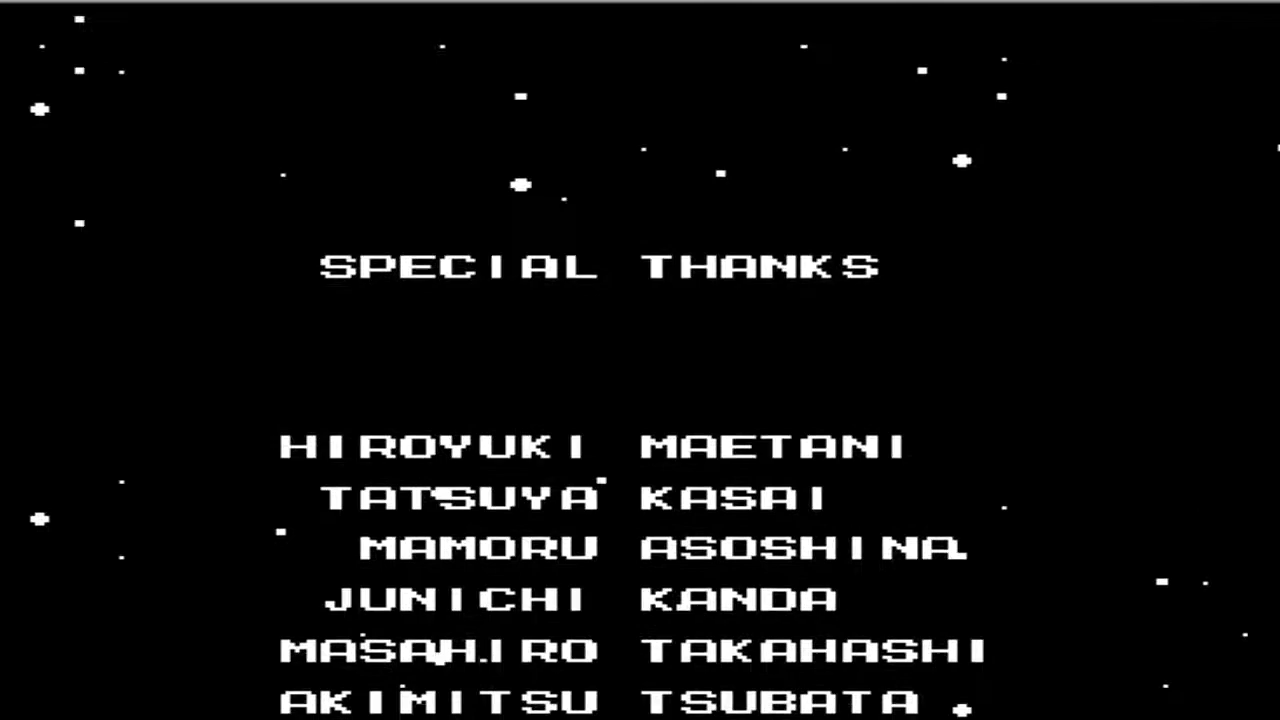 SPECIAL THANKS
HIROYUKI MAETANI
TATSUYA KASAI
MAMORU ASOSHINA
JUNICHI KANDA
MASAHIRO TAKAHASHI
AKIMITSU TSUBATA